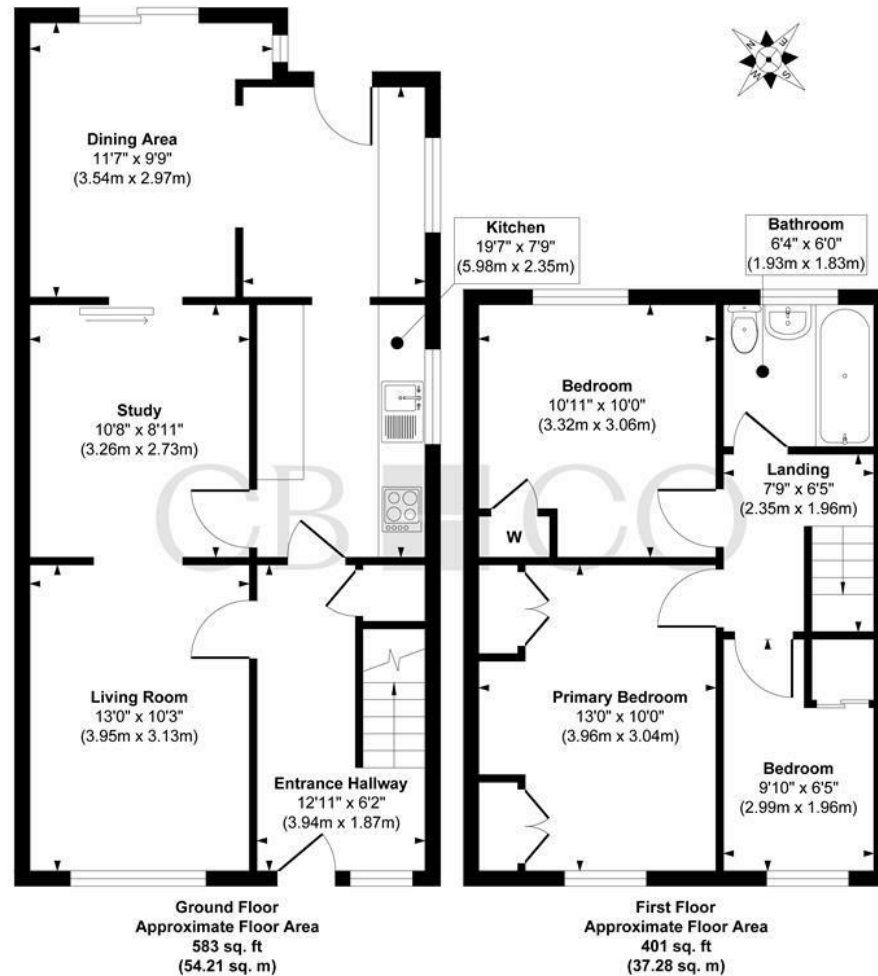 Dining Area
11'7" x 9'9"
(3.54m x 2.97m)
N
E
S
W
Kitchen
19'7" x 7'9"
(5.98m x 2.35m)
Bathroom
6'4" x 6'0"
(1.93m x 1.83m)
Study
10'8" x 8'11"
(3.26m x 2.73m)
Bedroom
10'11" x 10'0"
(3.32m x 3.06m)
Landing
7'9" x 6'5"
(2.35m x 1.96m)
CBHCO
W
Living Room
13'0" x 10'3"
(3.95m x 3.13m)
Entrance Hallway
12'11" x 6'2"
(3.94m x 1.87m)
Primary Bedroom
13'0" x 10'0"
(3.96m x 3.04m)
Bedroom
9'10" x 6'5"
(2.99m x 1.96m)
Ground Floor
Approximate Floor Area
583 sq. ft
(54.21 sq. m)
First Floor
Approximate Floor Area
401 sq. ft
(37.28 sq. m)